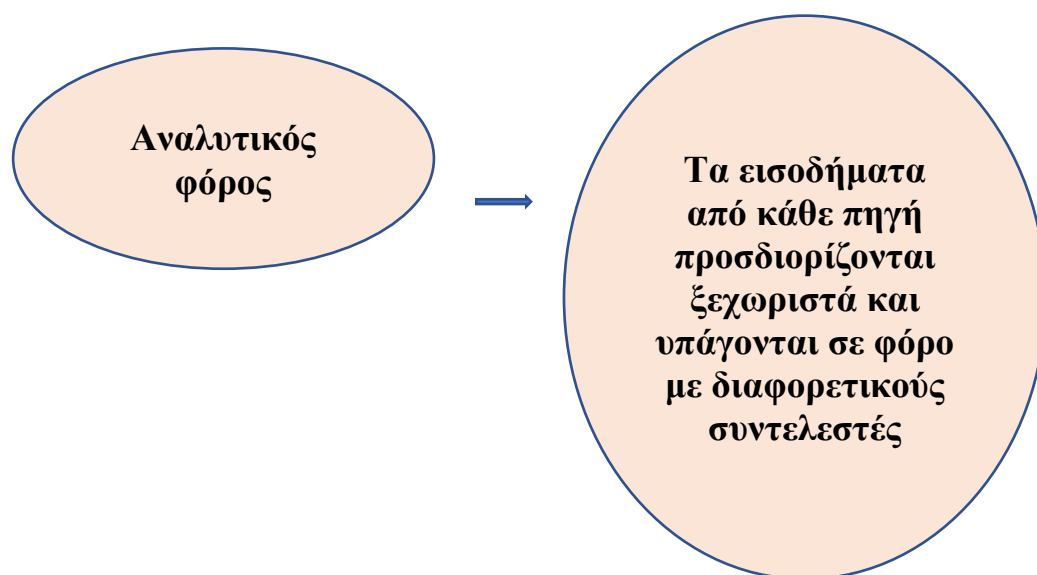 Αναλυτικός
φόρος
Τα εισοδήματα
από κάθε πηγή
προσδιορίζονται
ξεχωριστά και
υπάγονται σε φόρο
με διαφορετικούς
συντελεστές